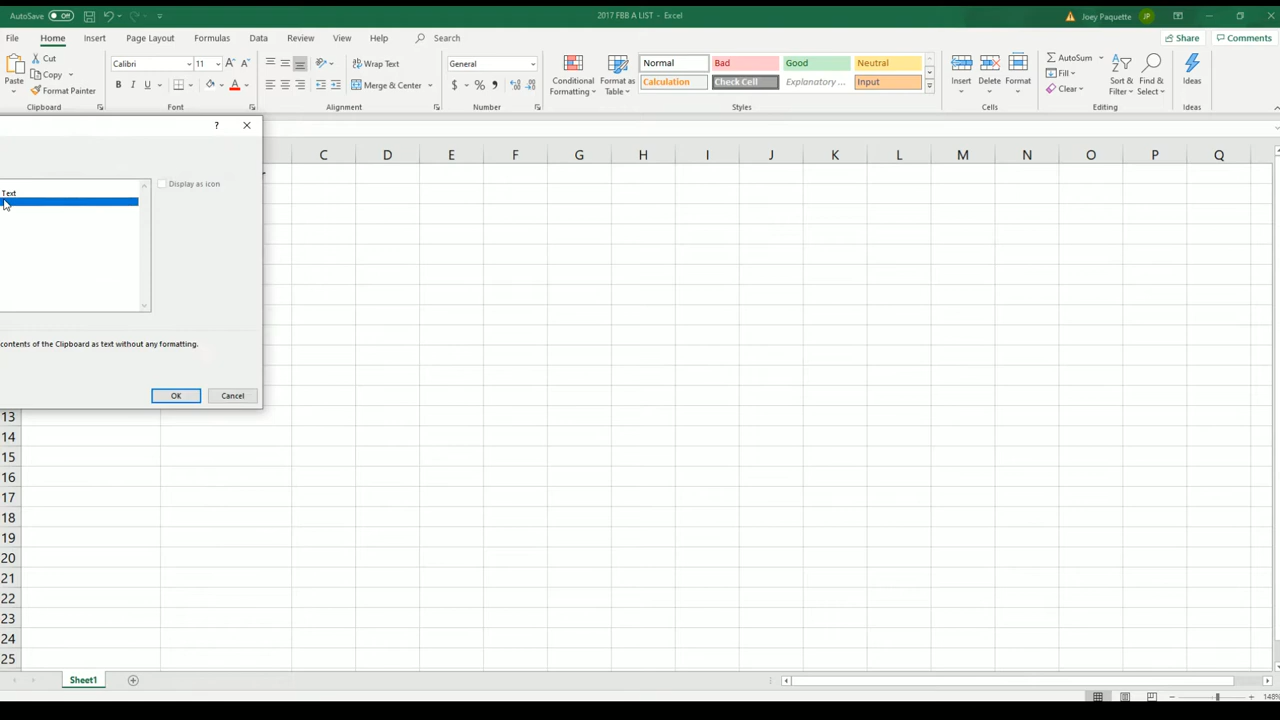 AutoSave Off 2017 FBB A LIST - Excel Joey Paquette JP
File Home Insert Page Layout Formulas Data Review View Help Search Share Comments
Paste Cut Copy Format Painter Clipboard
Calibri 11 A A B I U A Font
Wrap Text Merge & Center Alignment
General $ % Number
Conditional Formatting Format as Table
Normal Bad Good Neutral
Calculation Check Cell Explanatory ... Input
Styles
Insert Delete Format Cells
AutoSum Fill Clear Sort & Filter Find & Select Editing
Ideas Ideas
?
C D E F G H I J K L M N O P Q
Text
Display as icon
contents of the Clipboard as text without any formatting.
OK Cancel
13
14
15
16
17
18
19
20
21
22
23
24
25
Sheet1
148%